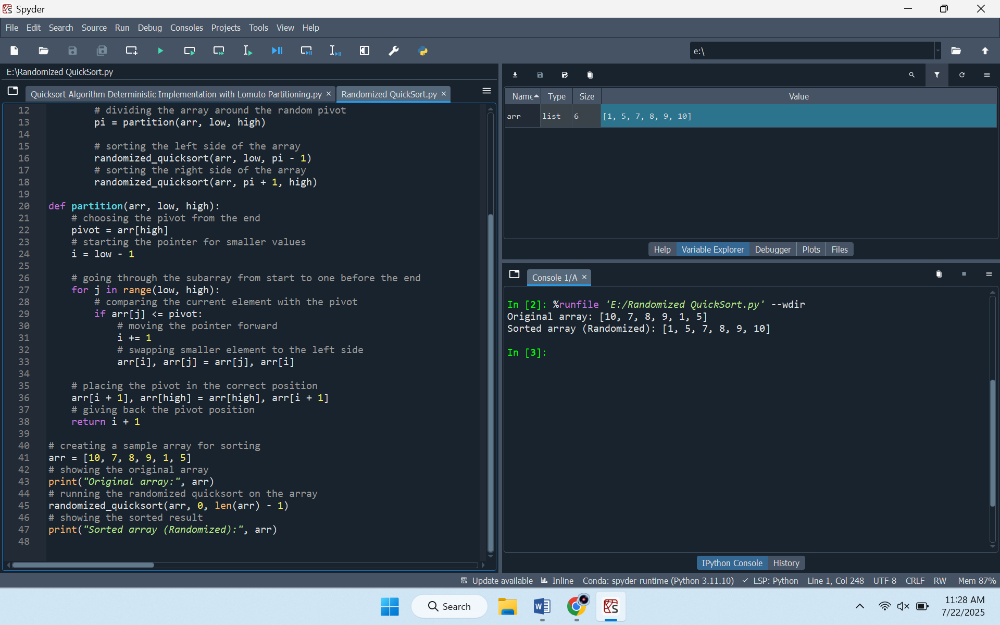 Spyder
File Edit Search Source Run Debug Consoles Projects Tools View Help
e:\
E:\Randomized QuickSort.py
Quicksort Algorithm Deterministic Implementation with Lomuto Partitioning.py × Randomized QuickSort.py ×
12 # dividing the array around the random pivot
13 pi = partition(arr, low, high)
14
15 # sorting the left side of the array
16 randomized_quicksort(arr, low, pi - 1)
17 # sorting the right side of the array
18 randomized_quicksort(arr, pi + 1, high)
19
20 def partition(arr, low, high):
21 # choosing the pivot from the end
22 pivot = arr[high]
23 # starting the pointer for smaller values
24 i = low - 1
25
26 # going through the subarray from start to one before the end
27 for j in range(low, high):
28 # comparing the current element with the pivot
29 if arr[j] <= pivot:
30 # moving the pointer forward
31 i += 1
32 # swapping smaller element to the left side
33 arr[i], arr[j] = arr[j], arr[i]
34
35 # placing the pivot in the correct position
36 arr[i + 1], arr[high] = arr[high], arr[i + 1]
37 # giving back the pivot position
38 return i + 1
39
40 # creating a sample array for sorting
41 arr = [10, 7, 8, 9, 1, 5]
42 # showing the original array
43 print("Original array:", arr)
44 # running the randomized quicksort on the array
45 randomized_quicksort(arr, 0, len(arr) - 1)
46 # showing the sorted result
47 print("Sorted array (Randomized):", arr)
48
Name Type Size Value
arr list 6 [1, 5, 7, 8, 9, 10]
Help Variable Explorer Debugger Plots Files
Console 1/A ×
In [2]: %runfile 'E:/Randomized QuickSort.py' --wdir
Original array: [10, 7, 8, 9, 1, 5]
Sorted array (Randomized): [1, 5, 7, 8, 9, 10]
In [3]:
IPython Console History
Update available Inline Conda: spyder-runtime (Python 3.11.10) ✓ LSP: Python Line 1, Col 248 UTF-8 CRLF RW Mem 87%
Search
11:28 AM
7/22/2025